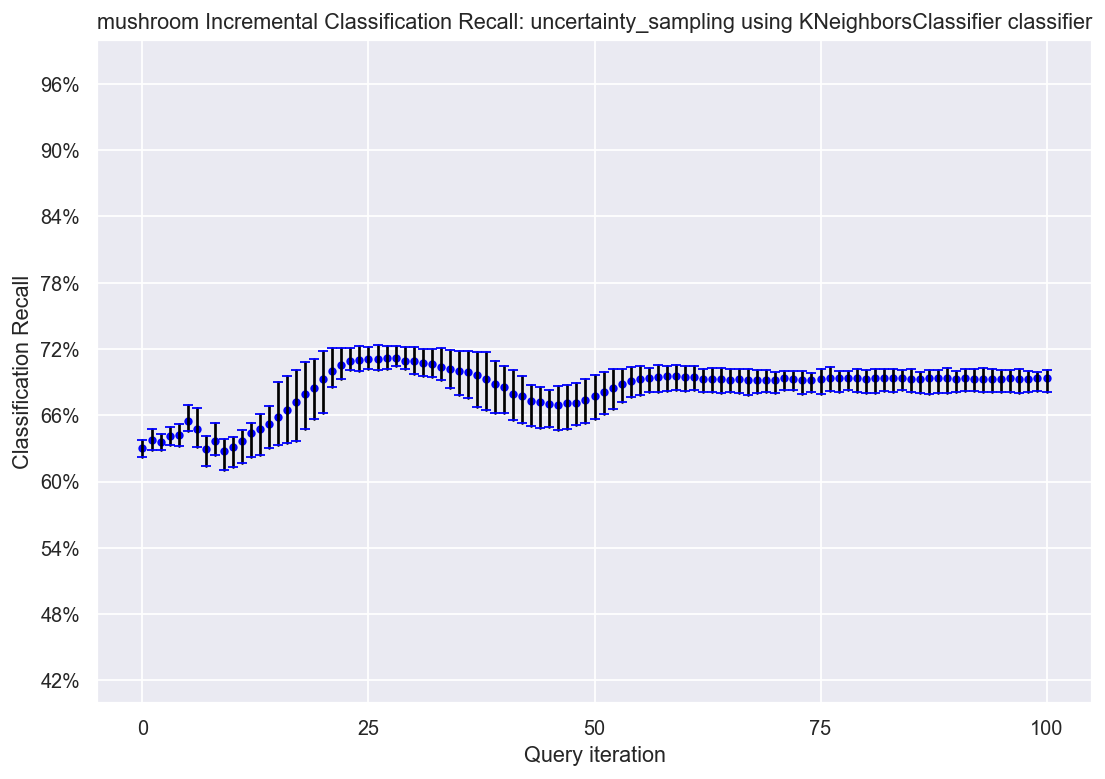 mushroom Incremental Classification Recall: uncertainty_sampling using KNeighborsClassifier classifier
96%
90%
84%
78%
72%
66%
60%
54%
48%
42%
Classification Recall
0 25 50 75 100
Query iteration